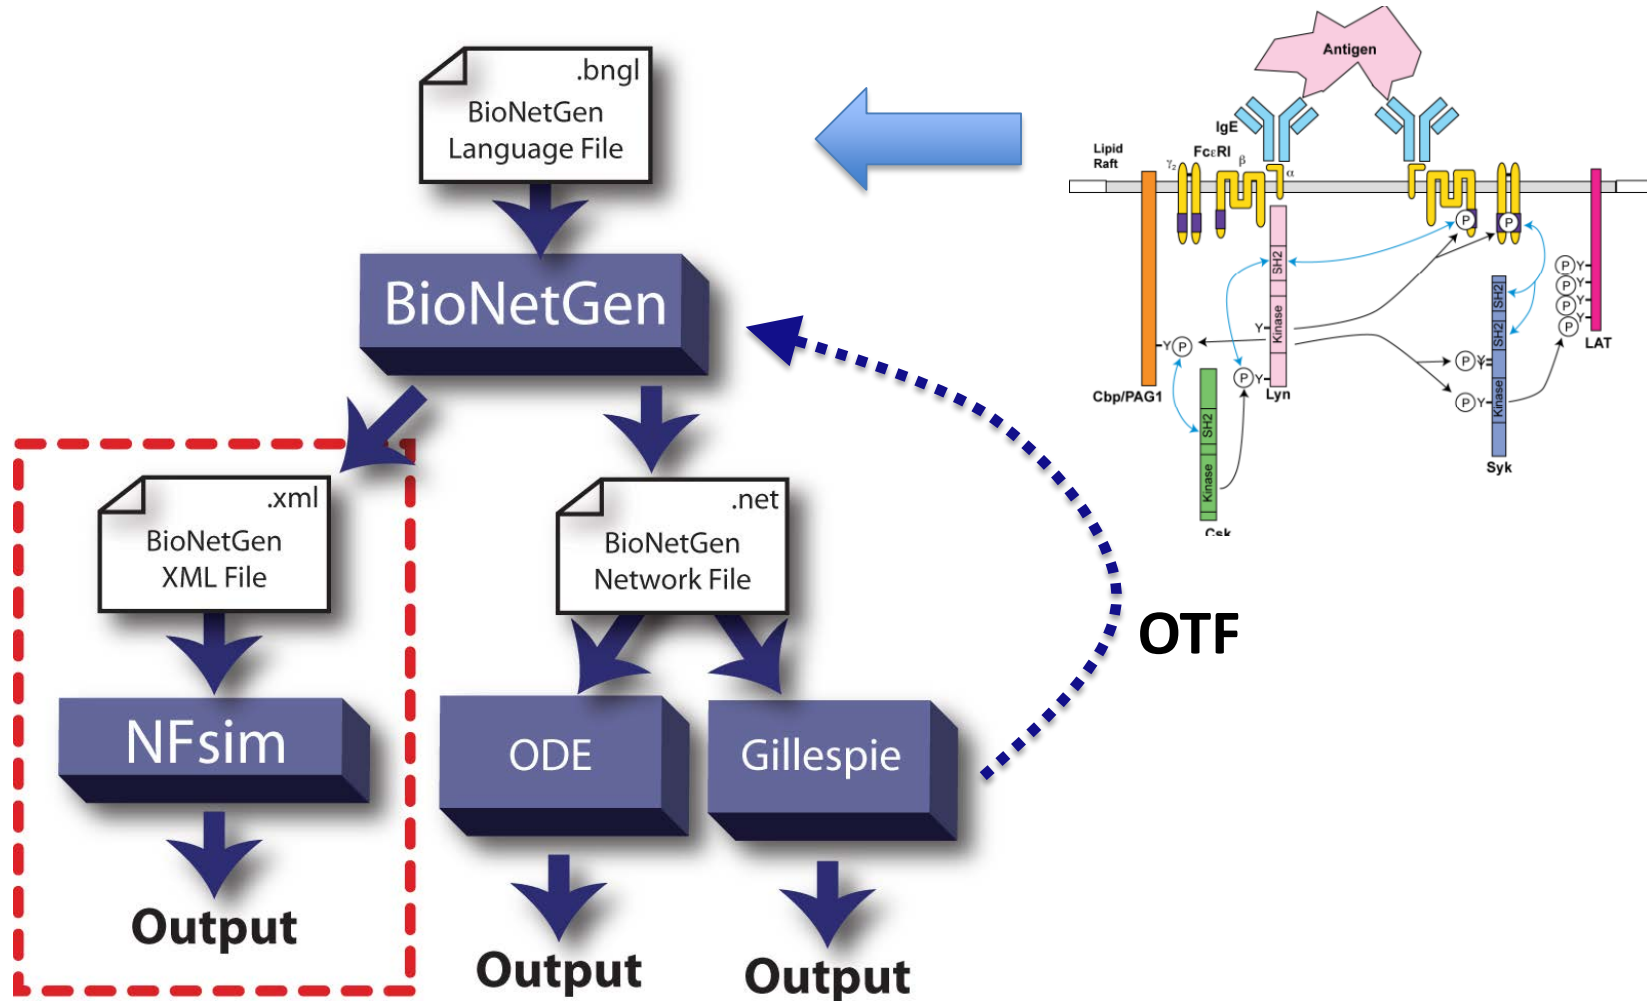 .bngl
BioNetGen
Language File
BioNetGen
.xml
BioNetGen
XML File
.net
BioNetGen
Network File
NFsim
ODE
Gillespie
Output
Output
Output
OTF
Antigen
IgE
Lipid
Raft
FcεRI
γ2
β
α
P
P
SH2
Kinase
Y
Y P
P Y
Lyn
Cbp/PAG1
SH2
Kinase
Csk
SH2
SH2
Kinase
P Y
P Y
Syk
P Y
P Y
P Y
P Y
LAT